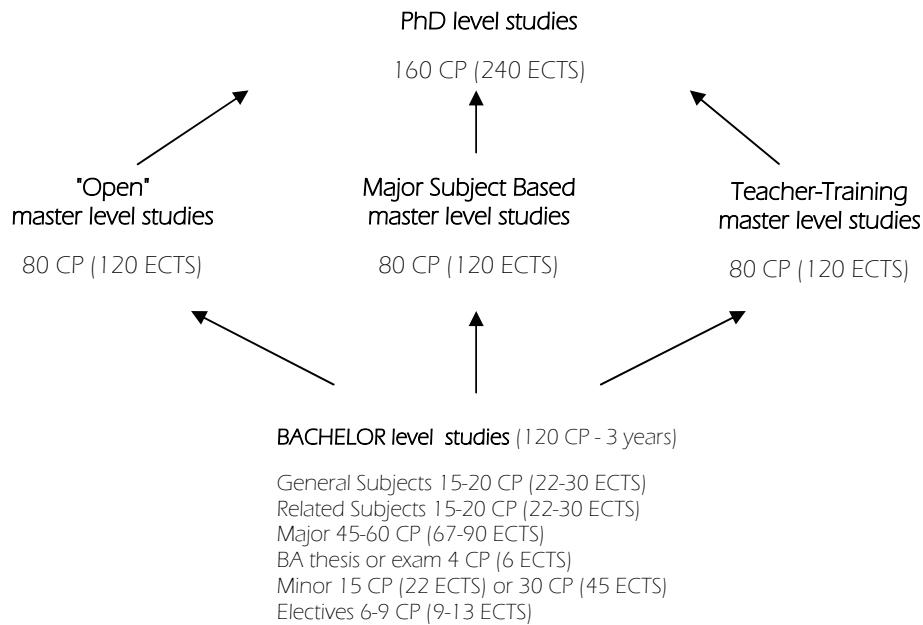 PhD level studies
160 CP (240 ECTS)
"Open"
master level studies
80 CP (120 ECTS)
Major Subject Based
master level studies
80 CP (120 ECTS)
Teacher-Training
master level studies
80 CP (120 ECTS)
BACHELOR level studies (120 CP - 3 years)
General Subjects 15-20 CP (22-30 ECTS)
Related Subjects 15-20 CP (22-30 ECTS)
Major 45-60 CP (67-90 ECTS)
BA thesis or exam 4 CP (6 ECTS)
Minor 15 CP (22 ECTS) or 30 CP (45 ECTS)
Electives 6-9 CP (9-13 ECTS)